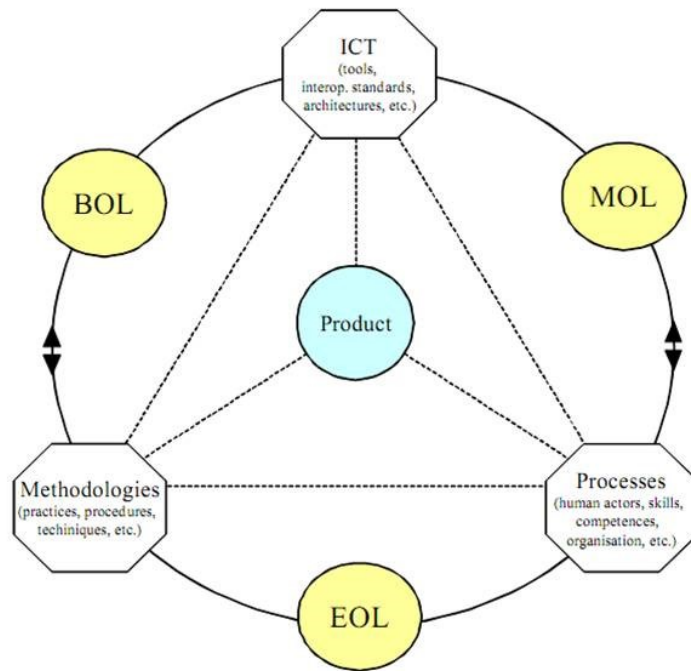 ICT
(tools,
interop. standards,
architectures, etc.)
BOL
MOL
Product
Methodologies
(practices, procedures,
techiniques, etc.)
Processes
(human actors, skills,
competences,
organisation, etc.)
EOL